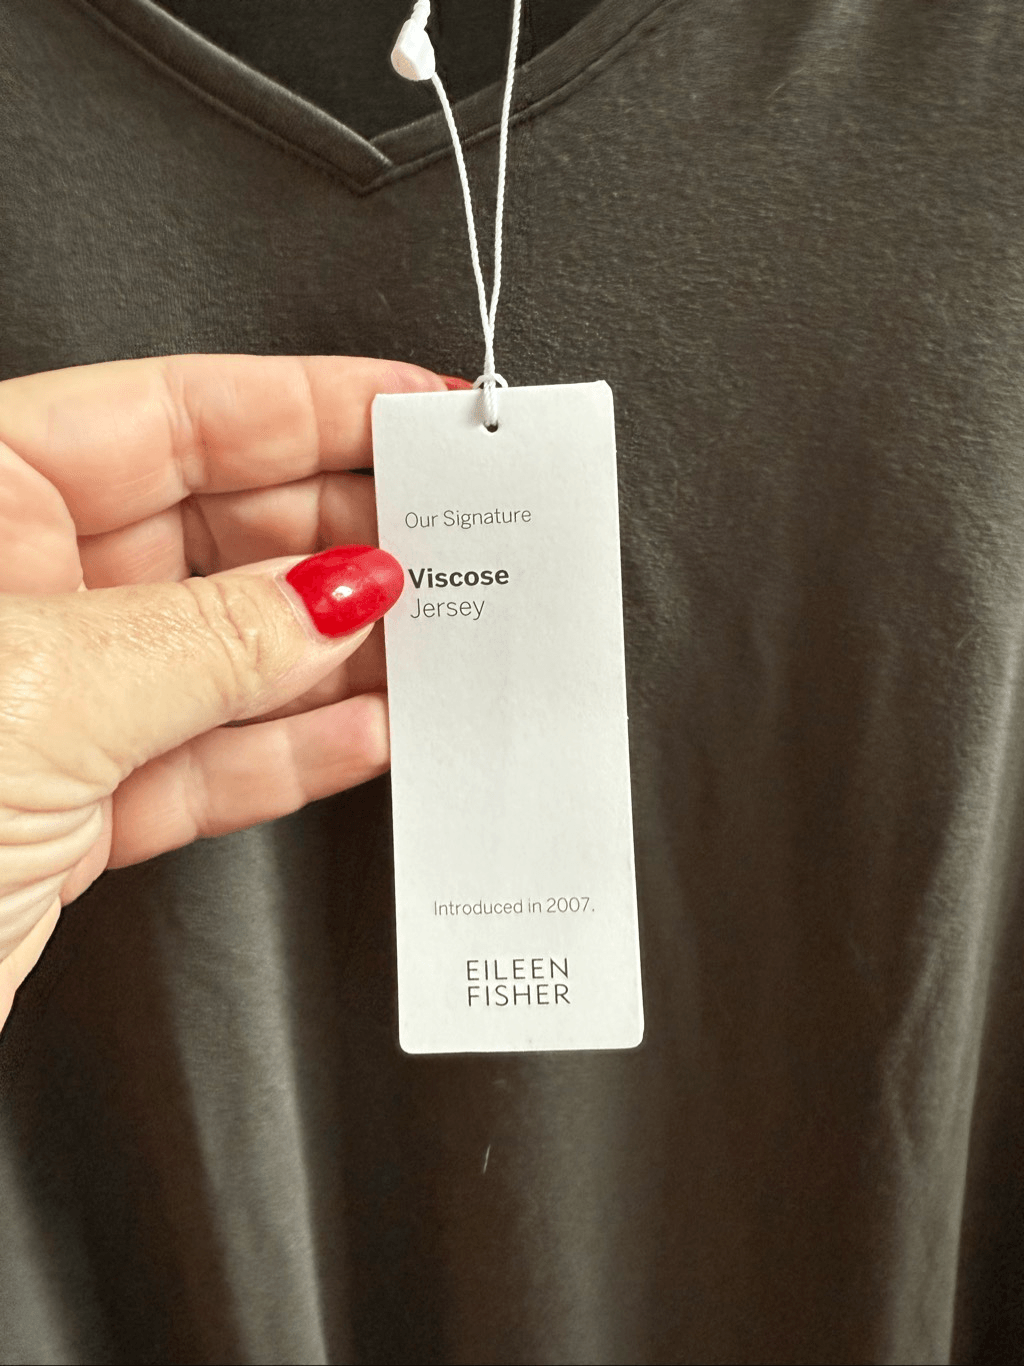 Our Signature
Viscose
Jersey
Introduced in 2007.
EILEEN
FISHER